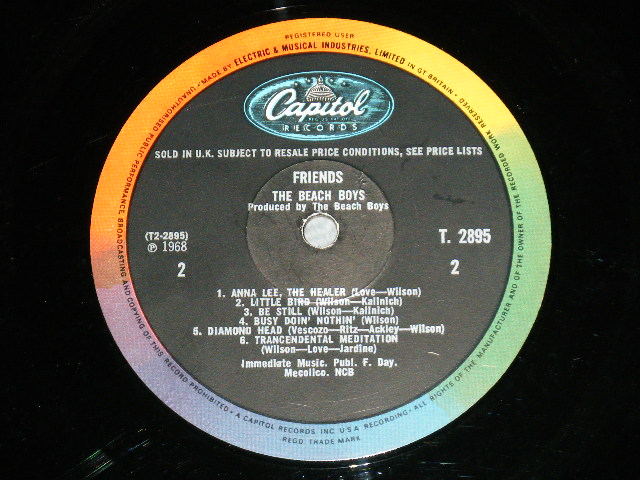 REGISTERED USER
MADE BY ELECTRIC & MUSICAL INDUSTRIES, LIMITED IN GT BRITAIN · ALL RIGHTS OF THE MANUFACTURER AND OF THE OWNER OF THE RECORDED WORK RESERVED
UNAUTHORISED PUBLIC PERFORMANCE, BROADCASTING AND COPYING OF THIS RECORD PROHIBITED ·
Capitol
RECORDS
SOLD IN U.K. SUBJECT TO RESALE PRICE CONDITIONS, SEE PRICE LISTS
FRIENDS
THE BEACH BOYS
Produced by The Beach Boys
(T2-2895)
℗ 1968
2
T. 2895
2
1. ANNA LEE, THE HEALER (Love—Wilson)
2. LITTLE BIRD (Wilson—Kalinich)
3. BE STILL (Wilson—Kalinich)
4. BUSY DOIN' NOTHIN' (Wilson)
5. DIAMOND HEAD (Vescozo—Ritz—Ackley—Wilson)
6. TRANCENDENTAL MEDITATION
(Wilson—Love—Jardine)
Immediate Music. Publ. F. Day.
Mecolico. NCB
· A CAPITOL RECORDS, INC. U.S.A. RECORDING ·
REGD. TRADE MARK